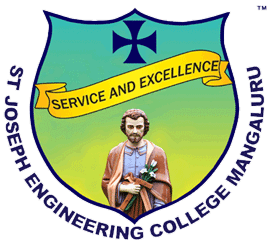 ™
SERVICE AND EXCELLENCE
ST JOSEPH ENGINEERING COLLEGE MANGALURU